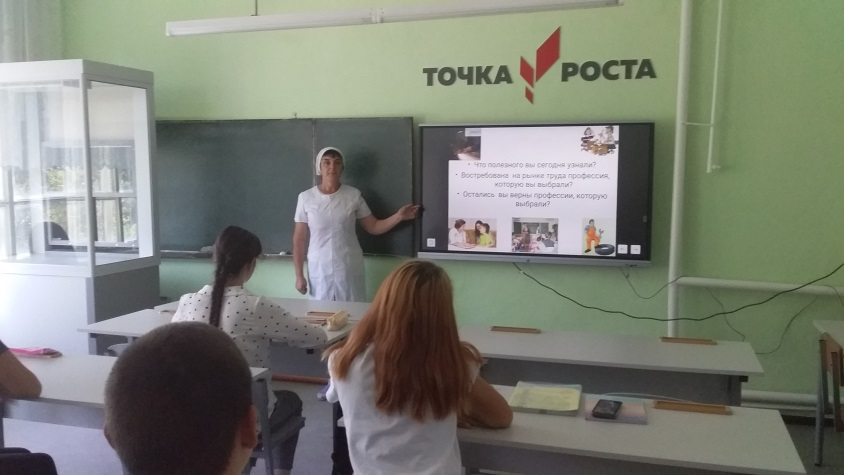 ТОЧКА РОСТА
• Что полезного вы сегодня узнали?
• Востребована на рынке труда профессия,
которую вы выбрали?
• Остались вы верны профессии, которую
выбрали?